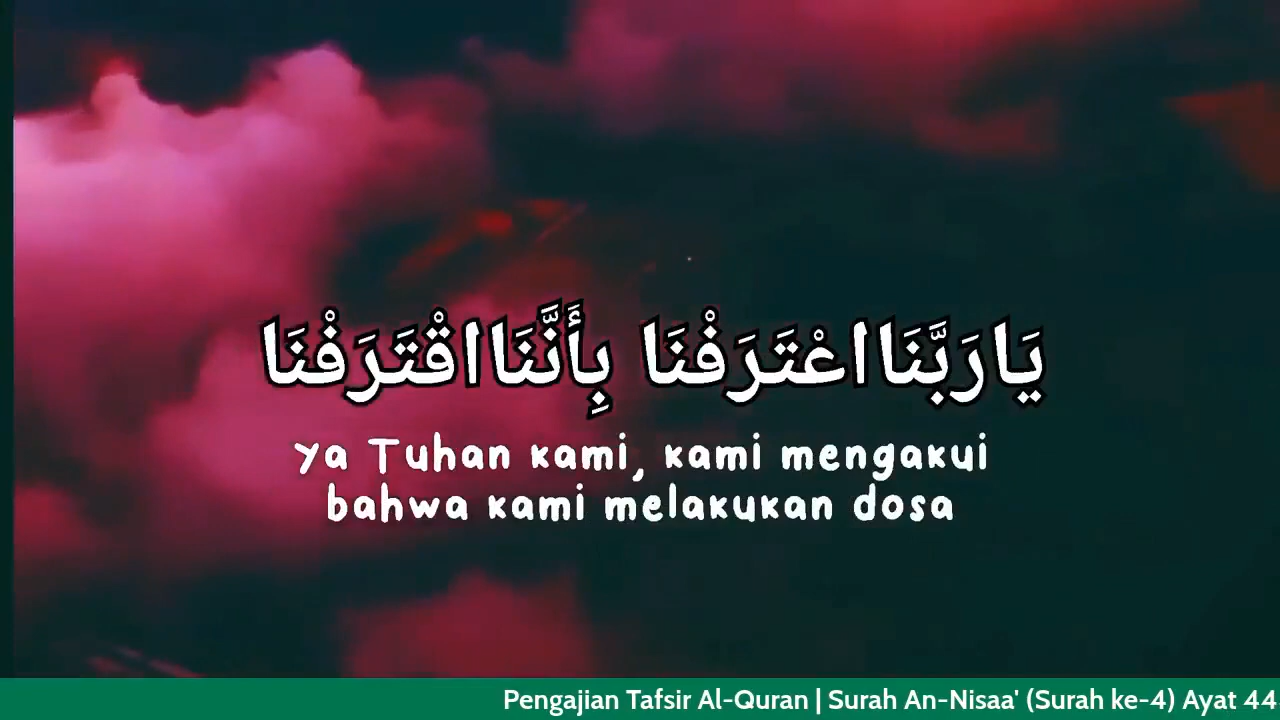 يَارَبَّنَااعْتَرَفْنَا بِأَنَّنَااقْتَرَفْنَا
ya Tuhan kami, kami mengakui
bahwa kami melakukan dosa
Pengajian Tafsir Al-Quran | Surah An-Nisaa' (Surah ke-4) Ayat 44